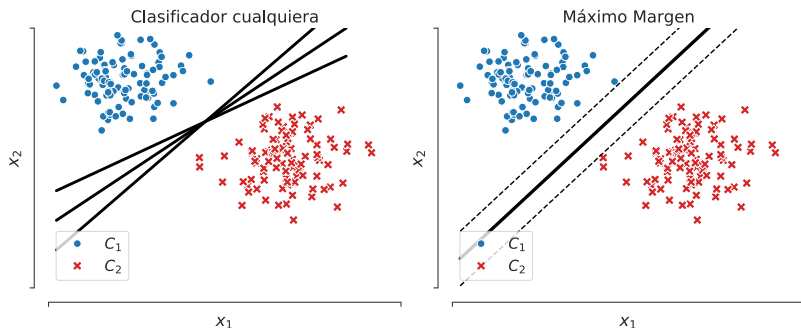 Clasificador cualquiera
x₂
C₁
C₂
x₁
Máximo Margen
x₂
C₁
C₂
x₁